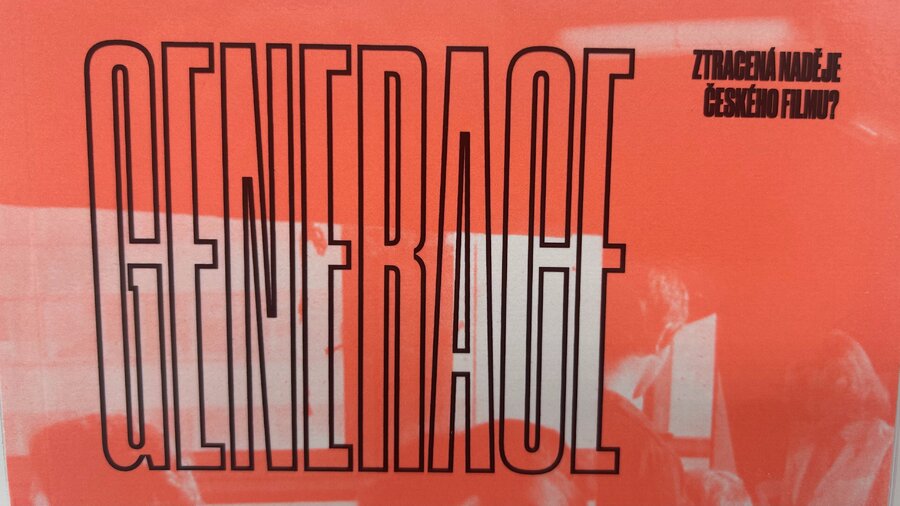 GENERACE
ZTRACENÁ NADĚJE
ČESKÉHO FILMU?